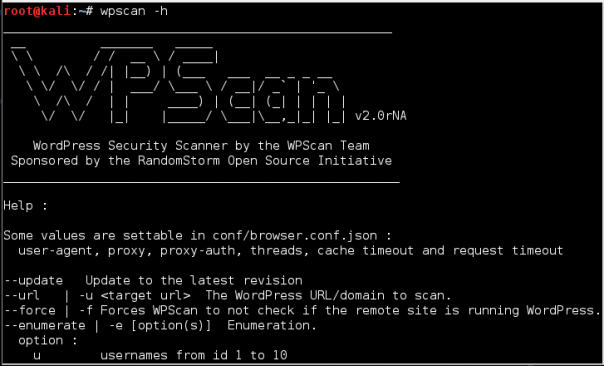 root@kali:~# wpscan -h
WPScan v2.0rNA
WordPress Security Scanner by the WPScan Team
Sponsored by the RandomStorm Open Source Initiative
Help :
Some values are settable in conf/browser.conf.json :
user-agent, proxy, proxy-auth, threads, cache timeout and request timeout
--update   Update to the latest revision
--url   | -u <target url>  The WordPress URL/domain to scan.
--force | -f Forces WPScan to not check if the remote site is running WordPress.
--enumerate | -e [option(s)]  Enumeration.
option :
u        usernames from id 1 to 10